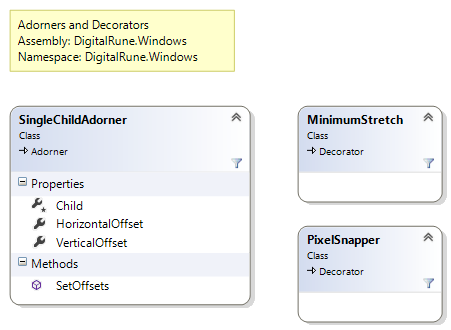 Adorners and Decorators
Assembly: DigitalRune.Windows
Namespace: DigitalRune.Windows
SingleChildAdorner
Class
Adorner
Properties
Child
HorizontalOffset
VerticalOffset
Methods
SetOffsets
MinimumStretch
Class
Decorator
PixelSnapper
Class
Decorator